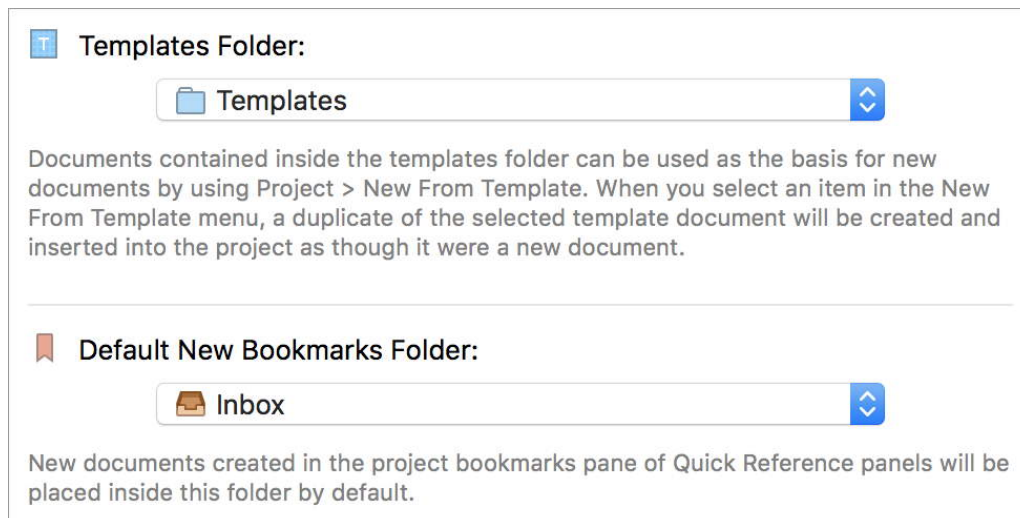 T
Templates Folder:
Templates
Documents contained inside the templates folder can be used as the basis for new
documents by using Project > New From Template. When you select an item in the New
From Template menu, a duplicate of the selected template document will be created and
inserted into the project as though it were a new document.
Default New Bookmarks Folder:
Inbox
New documents created in the project bookmarks pane of Quick Reference panels will be
placed inside this folder by default.